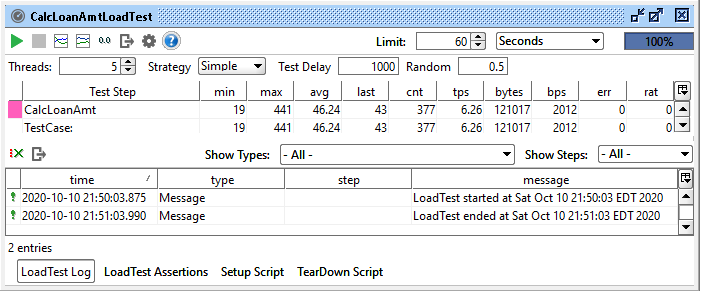 CalcLoanAmtLoadTest
0.0 ? Limit: 60 Seconds 100%
Threads: 5 Strategy Simple Test Delay 1000 Random 0.5
Test Step min max avg last cnt tps bytes bps err rat
CalcLoanAmt 19 441 46.24 43 377 6.26 121017 2012 0 0
TestCase: 19 441 46.24 43 377 6.26 121017 2012 0 0
Show Types: - All - Show Steps: - All -
time type step message
2020-10-10 21:50:03.875 Message LoadTest started at Sat Oct 10 21:50:03 EDT 2020
2020-10-10 21:51:03.990 Message LoadTest ended at Sat Oct 10 21:51:03 EDT 2020
2 entries
LoadTest Log LoadTest Assertions Setup Script TearDown Script